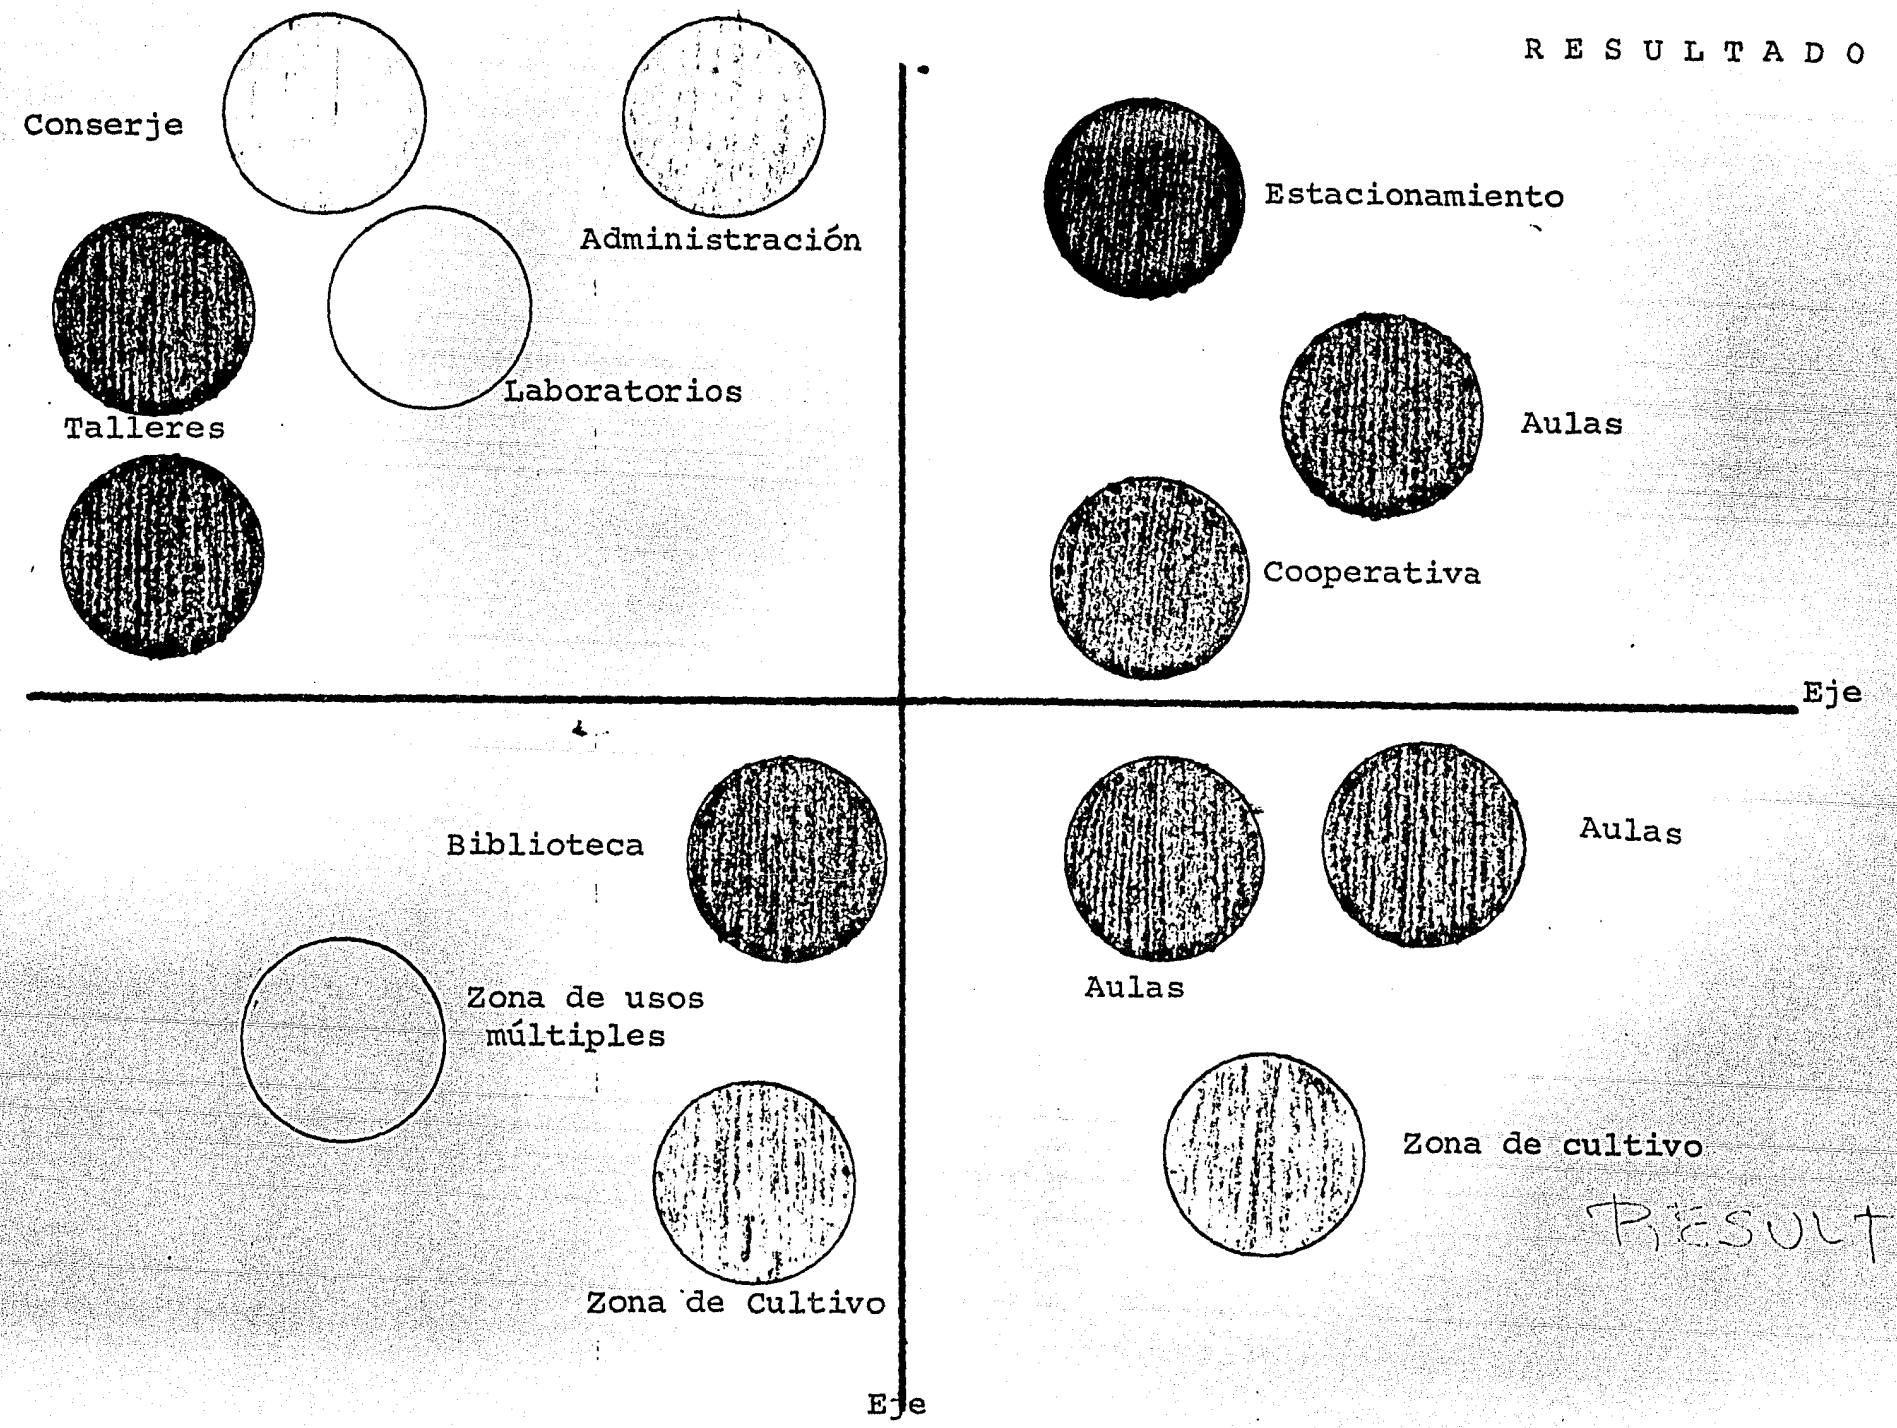 R E S U L T A D O
Conserje
Administración
Estacionamiento
Laboratorios
Talleres
Aulas
Cooperativa
Eje
Biblioteca
Aulas
Aulas
Zona de usos
múltiples
Zona de cultivo
RESULT
Zona de Cultivo
Eje